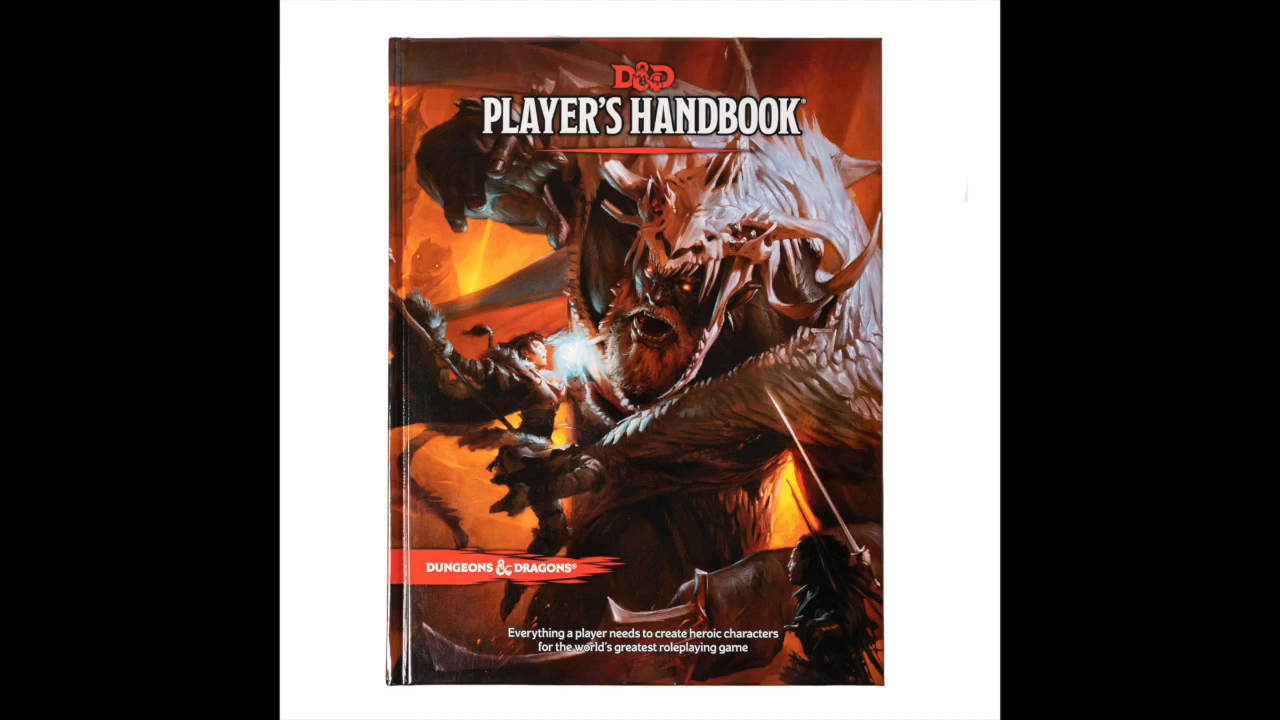 D&D
PLAYER'S HANDBOOK®
DUNGEONS & DRAGONS®
Everything a player needs to create heroic characters
for the world's greatest roleplaying game